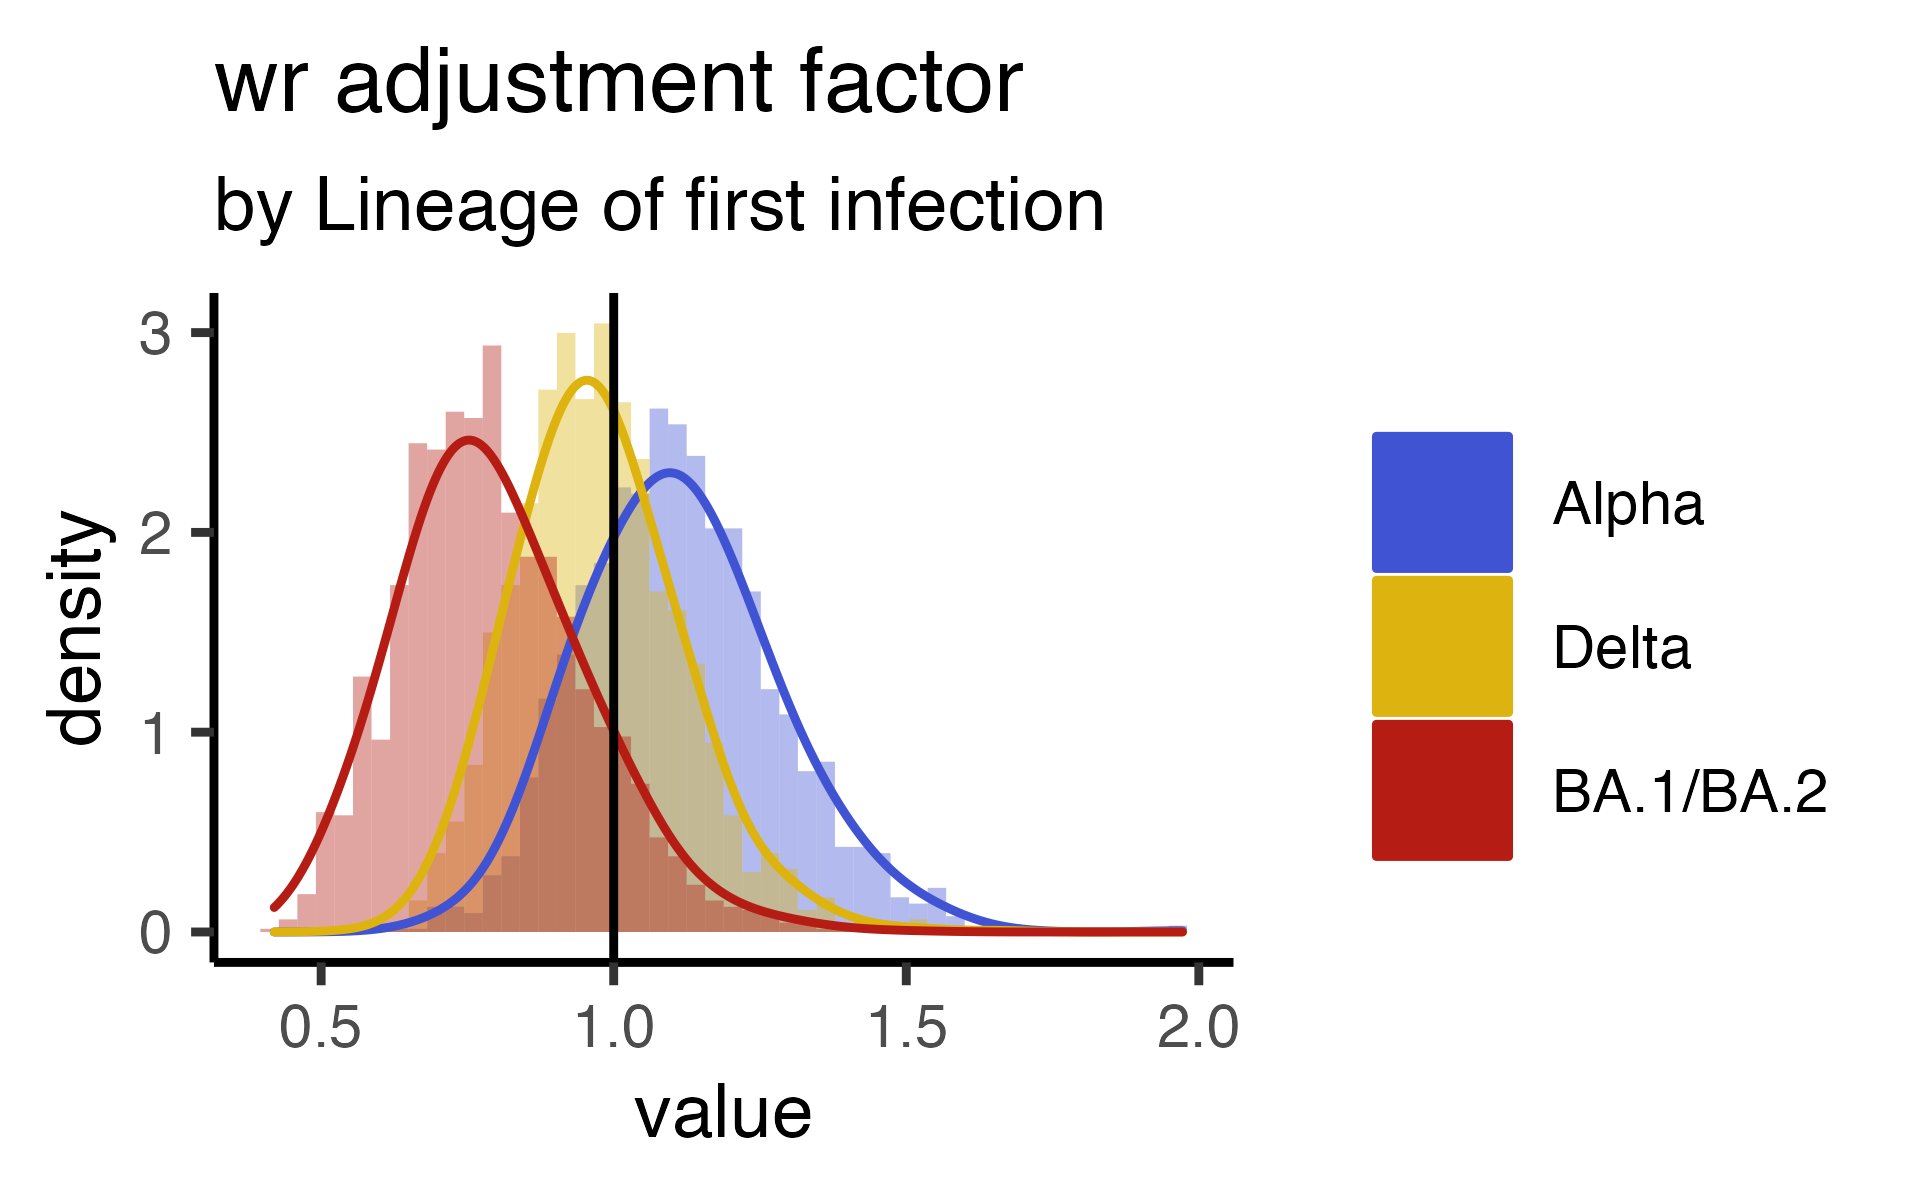 wr adjustment factor
by Lineage of first infection
density
3
2
1
0
0.5 1.0 1.5 2.0
value
Alpha
Delta
BA.1/BA.2